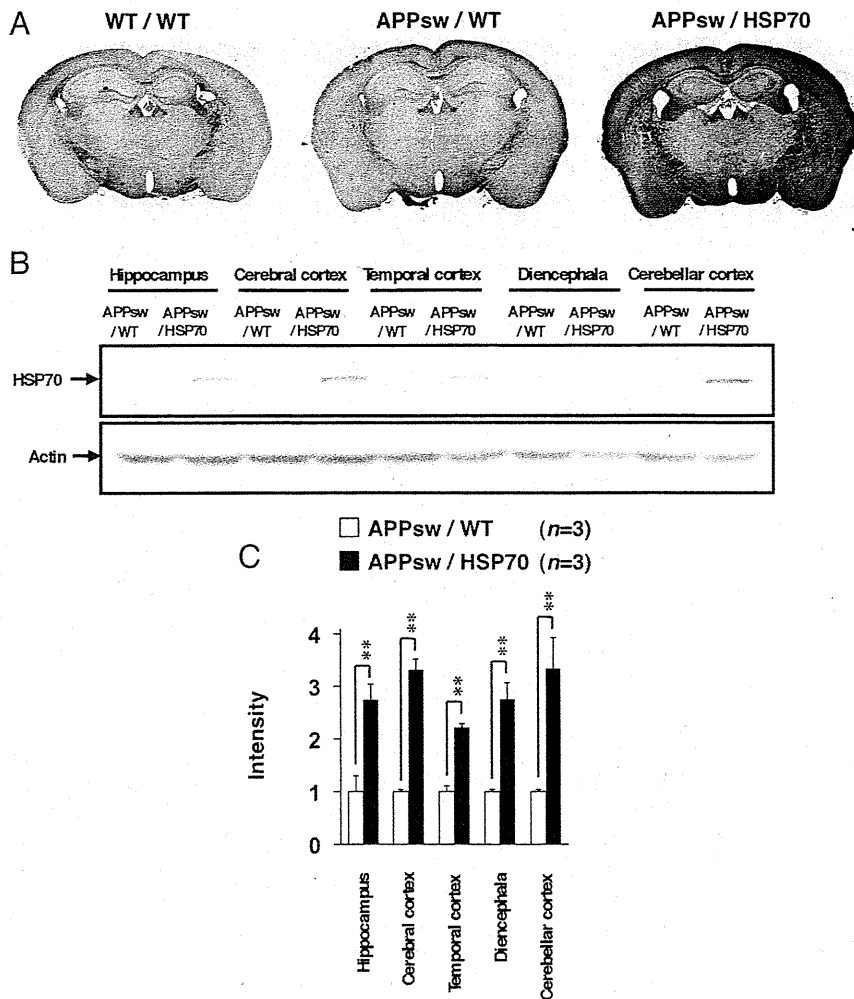 A
WT / WT
APPsw / WT
APPsw / HSP70
B
Hippocampus
Cerebral cortex
Temporal cortex
Diencephala
Cerebellar cortex
APPsw / WT
APPsw / HSP70
APPsw / WT
APPsw / HSP70
APPsw / WT
APPsw / HSP70
APPsw / WT
APPsw / HSP70
APPsw / WT
APPsw / HSP70
HSP70
Actin
APPsw / WT (n=3)
C
APPsw / HSP70 (n=3)
**
**
**
**
**
4
3
2
1
0
Intensity
Hippocampus
Cerebral cortex
Temporal cortex
Diencephala
Cerebellar cortex